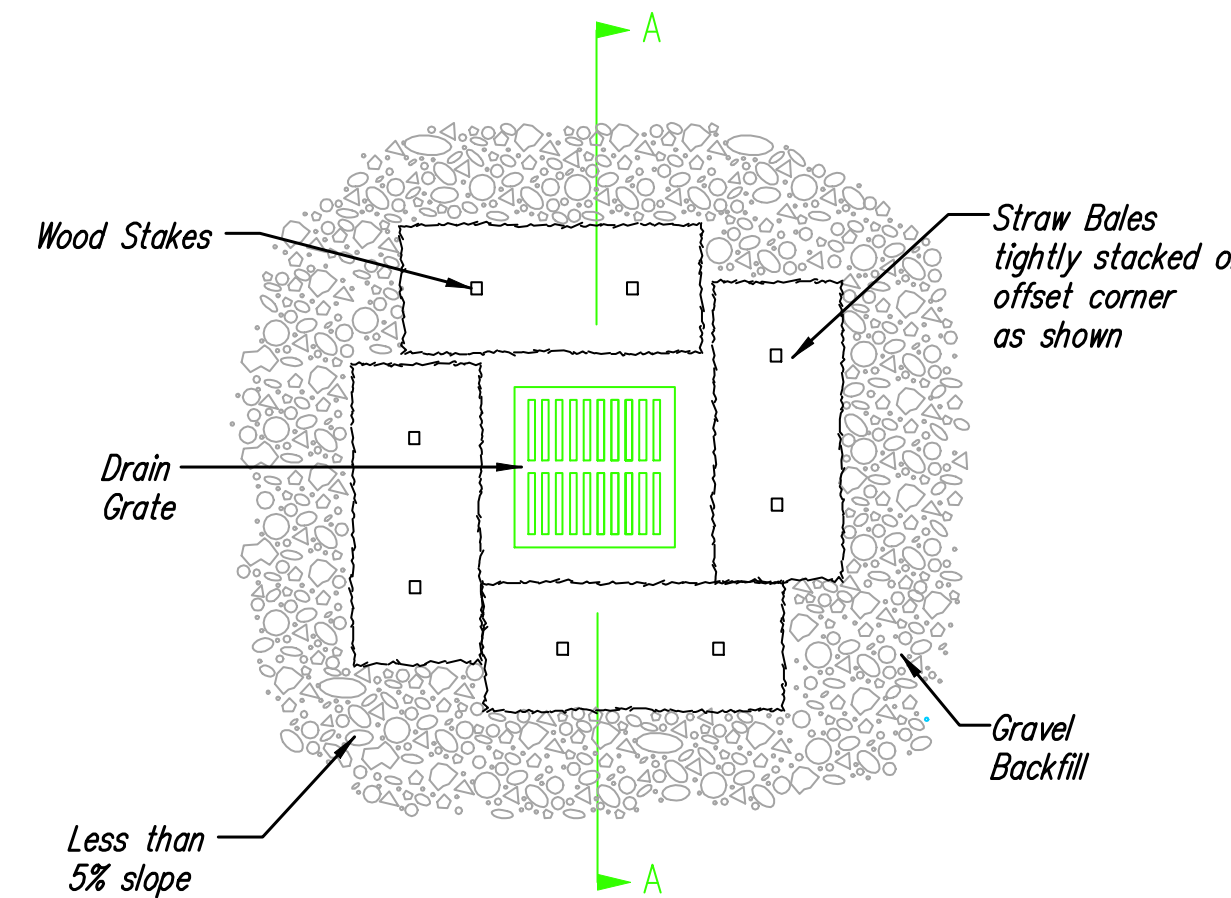 A
Wood Stakes
Straw Bales
tightly stacked
offset corner
as shown
Drain
Grate
Gravel
Backfill
Less than
5% slope
A